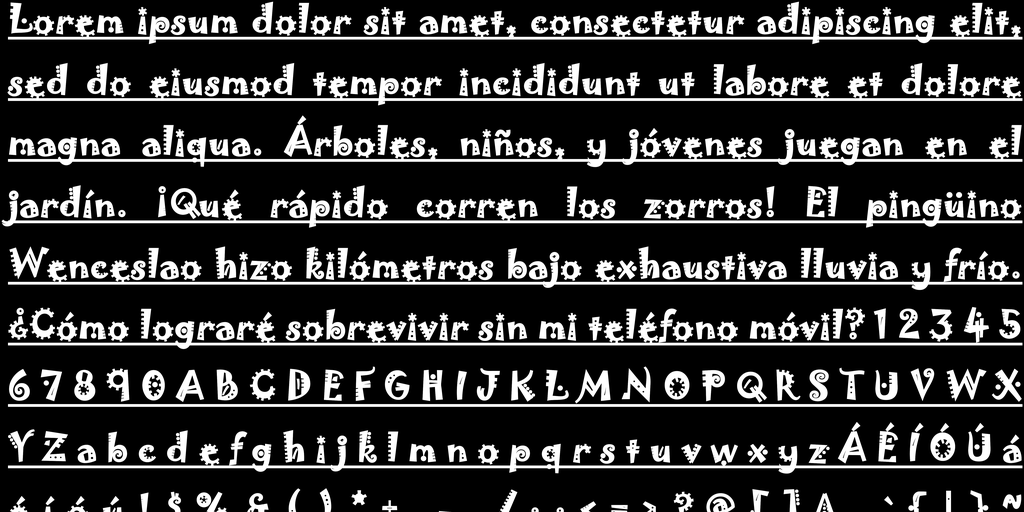 Lorem ipsum dolor sit amet, consectetur adipiscing elit,
sed do eiusmod tempor incididunt ut labore et dolore
magna aliqua. Árboles, niños, y jóvenes juegan en el
jardín. ¡Qué rápido corren los zorros! El pingüino
Wenceslao hizo kilómetros bajo exhaustiva lluvia y frío.
¿Cómo lograré sobrevivir sin mi teléfono móvil? 1 2 3 4 5
6 7 8 9 0 A B C D E F G H I J K L M N O P Q R S T U V W X
Y Z a b c d e f g h i j k l m n o p q r s t u v w x y z Á É Í Ó Ú á
é í ó ú ! $ % & ( ) * + - / : ; < = > ? @ [ ] ^ ` { | } ~